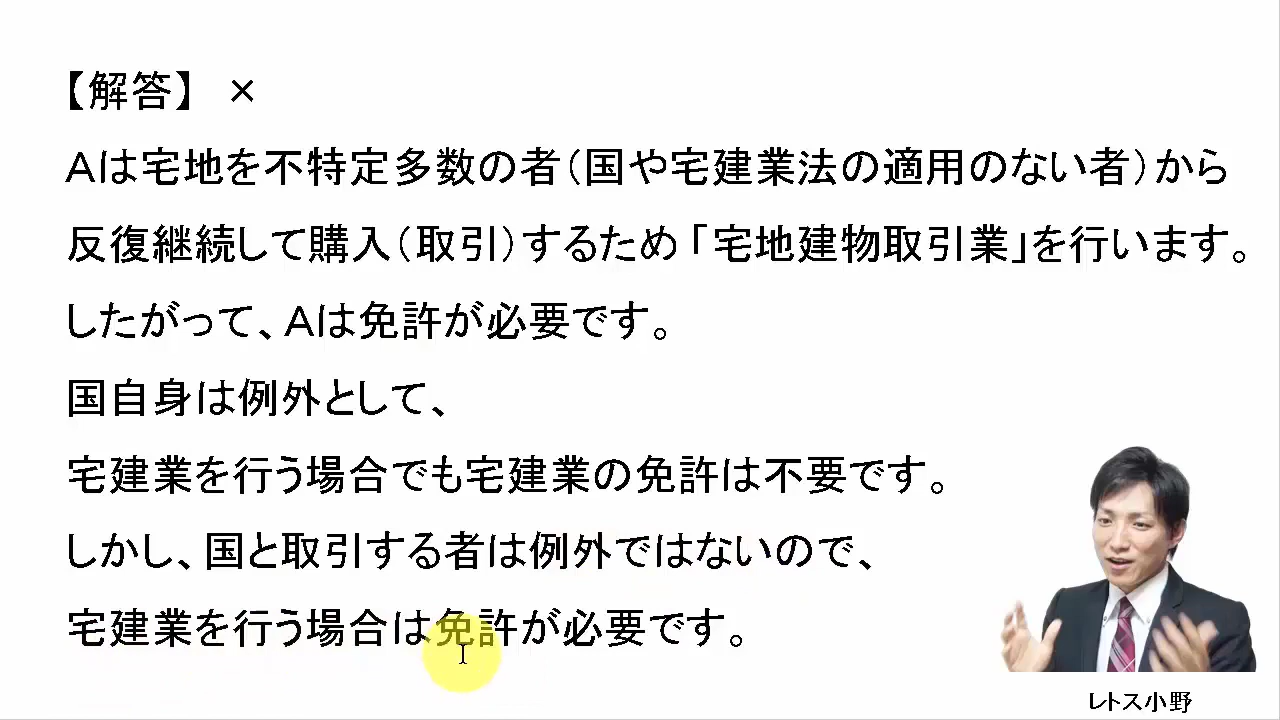 【解答】 ×
Aは宅地を不特定多数の者（国や宅建業法の適用のない者）から
反復継続して購入（取引）するため「宅地建物取引業」を行います。
したがって、Aは免許が必要です。
国自身は例外として、
宅建業を行う場合でも宅建業の免許は不要です。
しかし、国と取引する者は例外ではないので、
宅建業を行う場合は免許が必要です。
レトス小野